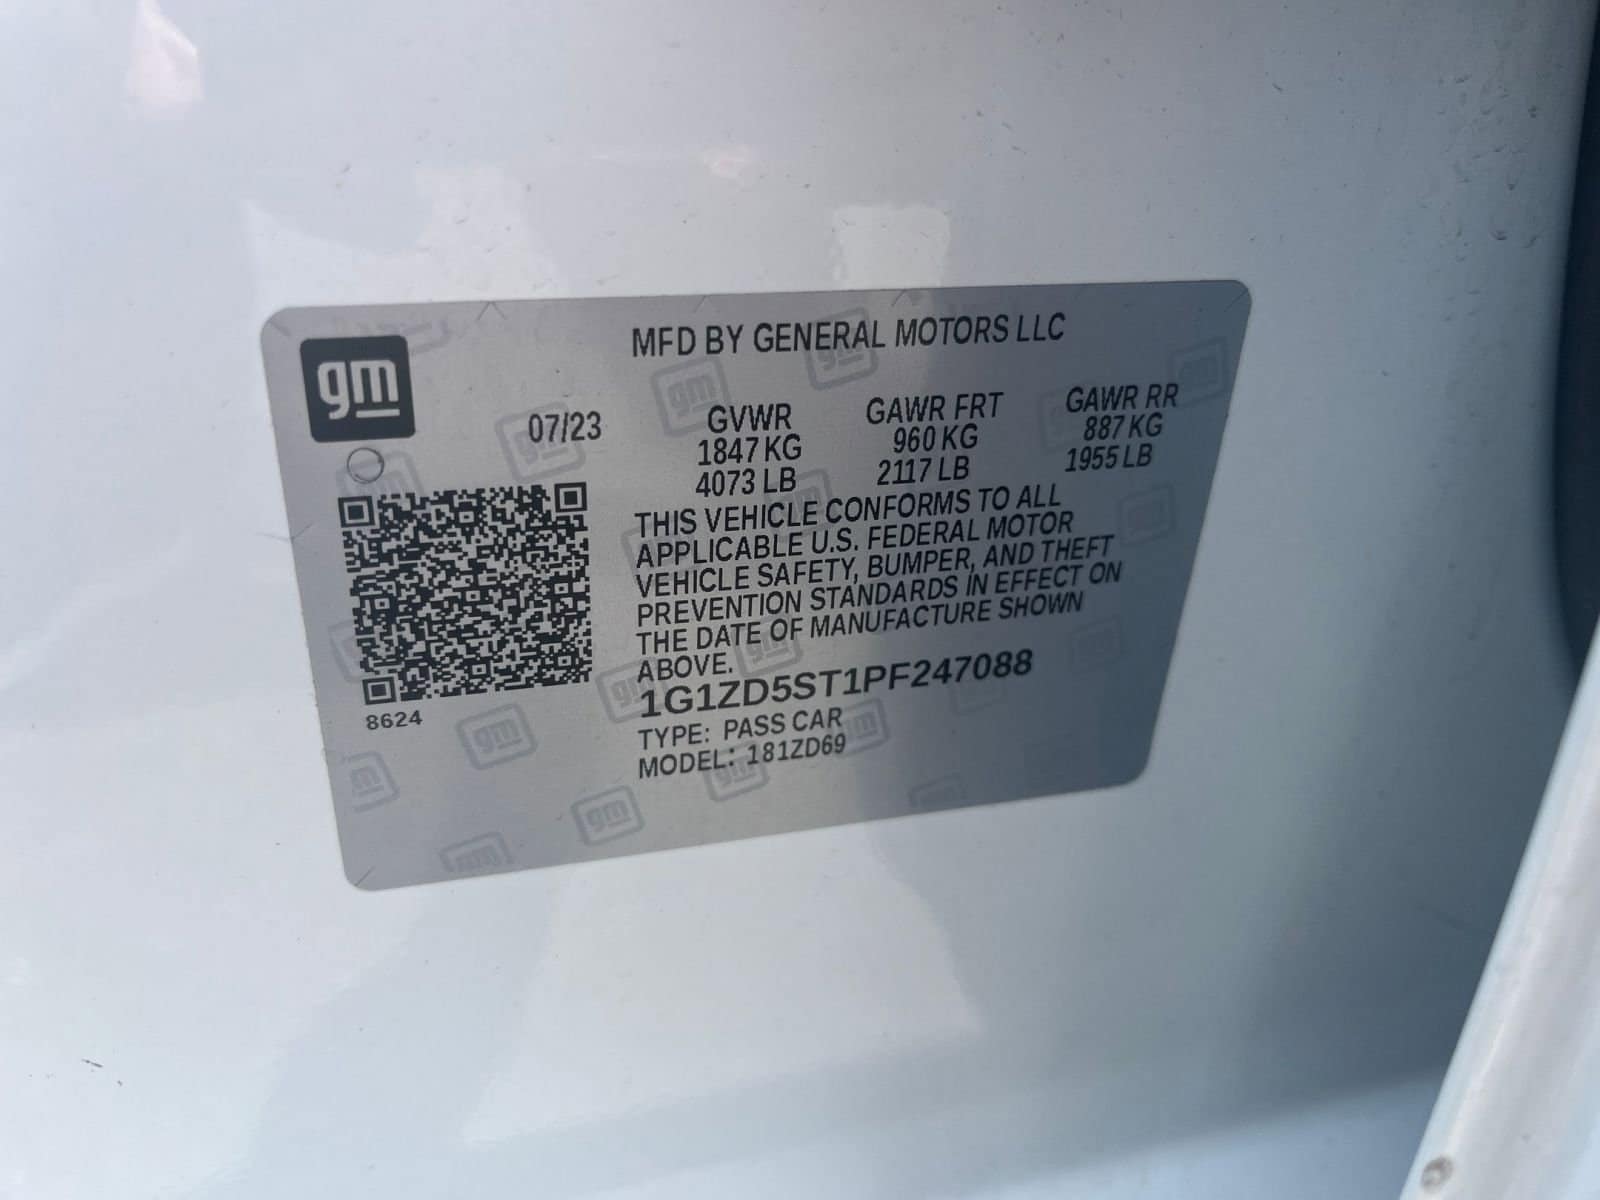 gm
MFD BY GENERAL MOTORS LLC
07/23
GVWR
1847 KG
4073 LB
GAWR FRT
960 KG
2117 LB
GAWR RR
887 KG
1955 LB
THIS VEHICLE CONFORMS TO ALL
APPLICABLE U.S. FEDERAL MOTOR
VEHICLE SAFETY, BUMPER, AND THEFT
PREVENTION STANDARDS IN EFFECT ON
THE DATE OF MANUFACTURE SHOWN
ABOVE.
1G1ZD5ST1PF247088
TYPE: PASS CAR
MODEL: 181ZD69
8624